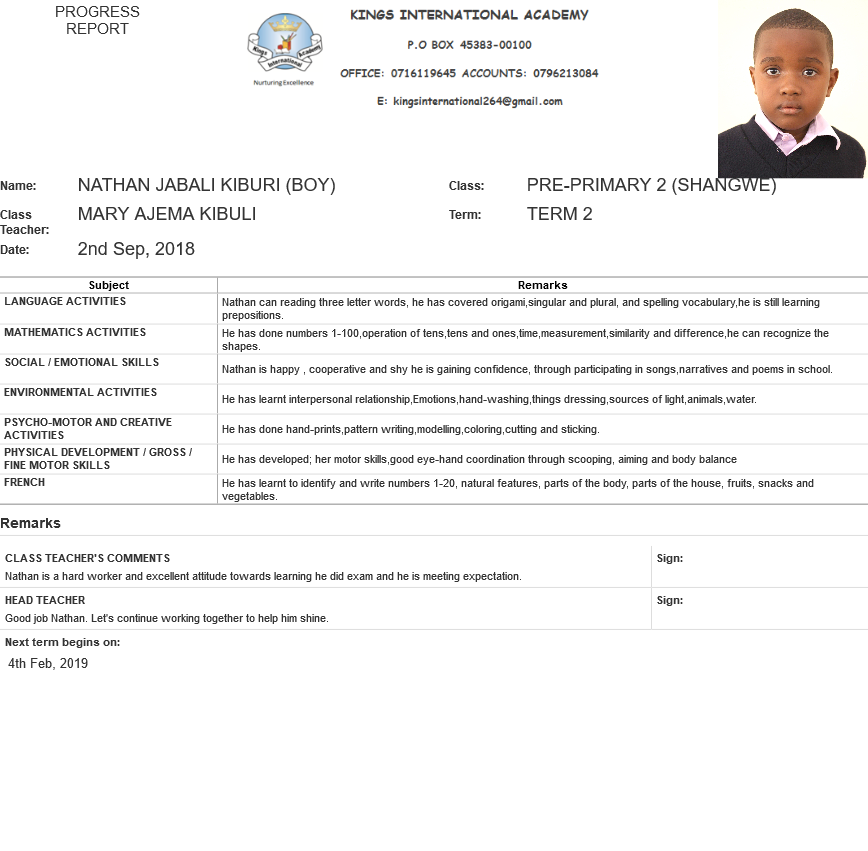 PROGRESS
REPORT
Kings International Academy
Nurturing Excellence
KINGS INTERNATIONAL ACADEMY
P.O BOX 45383-00100
OFFICE: 0716119645 ACCOUNTS: 0796213084
E: kingsinternational264@gmail.com
Name: NATHAN JABALI KIBURI (BOY) Class: PRE-PRIMARY 2 (SHANGWE)
Class Teacher: MARY AJEMA KIBULI Term: TERM 2
Date: 2nd Sep, 2018
Subject Remarks
LANGUAGE ACTIVITIES
Nathan can reading three letter words, he has covered origami,singular and plural, and spelling vocabulary,he is still learning
prepositions.
MATHEMATICS ACTIVITIES
He has done numbers 1-100,operation of tens,tens and ones,time,measurement,similarity and difference,he can recognize the
shapes.
SOCIAL / EMOTIONAL SKILLS
Nathan is happy , cooperative and shy he is gaining confidence, through participating in songs,narratives and poems in school.
ENVIRONMENTAL ACTIVITIES
He has learnt interpersonal relationship,Emotions,hand-washing,things dressing,sources of light,animals,water.
PSYCHO-MOTOR AND CREATIVE
ACTIVITIES
He has done hand-prints,pattern writing,modelling,coloring,cutting and sticking.
PHYSICAL DEVELOPMENT / GROSS /
FINE MOTOR SKILLS
He has developed; her motor skills,good eye-hand coordination through scooping, aiming and body balance
FRENCH
He has learnt to identify and write numbers 1-20, natural features, parts of the body, parts of the house, fruits, snacks and
vegetables.
Remarks
CLASS TEACHER'S COMMENTS Sign:
Nathan is a hard worker and excellent attitude towards learning he did exam and he is meeting expectation.
HEAD TEACHER Sign:
Good job Nathan. Let's continue working together to help him shine.
Next term begins on:
4th Feb, 2019